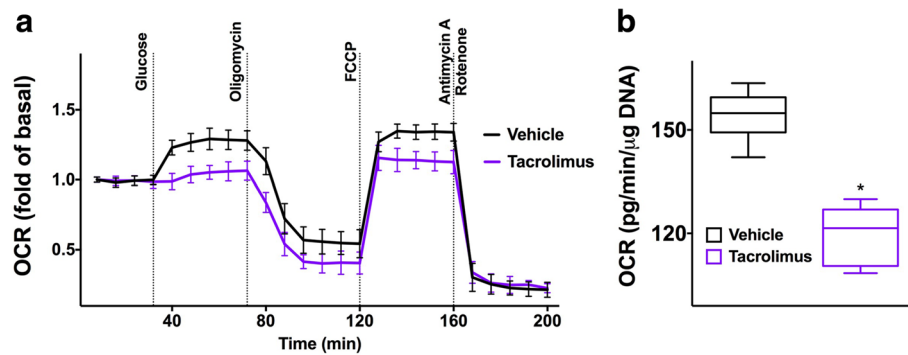 a
OCR (fold of basal)
1.5
1.0
0.5
Glucose
Oligomycin
FCCP
Antimycin A
Rotenone
Vehicle
Tacrolimus
40
80
120
160
200
Time (min)
b
OCR (pg/min/µg DNA)
150
120
*
Vehicle
Tacrolimus